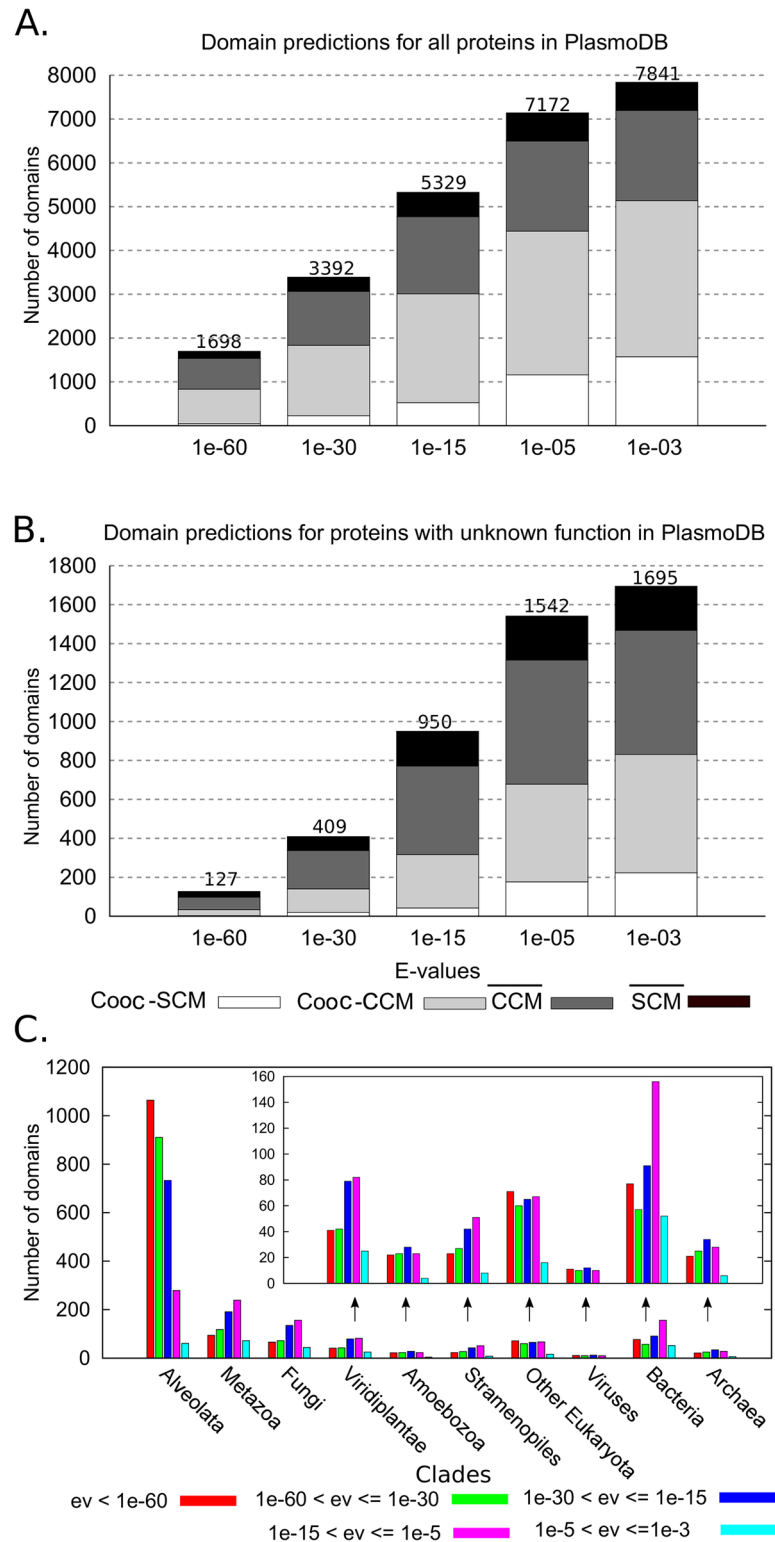 A.
Domain predictions for all proteins in PlasmoDB
Number of domains
8000
7000
6000
5000
4000
3000
2000
1000
0
1698
3392
5329
7172
7841
1e-60 1e-30 1e-15 1e-05 1e-03
B.
Domain predictions for proteins with unknown function in PlasmoDB
Number of domains
1800
1600
1400
1200
1000
800
600
400
200
0
127
409
950
1542
1695
1e-60 1e-30 1e-15 1e-05 1e-03
E-values
Cooc-SCM Cooc-CCM CCM SCM
C.
Number of domains
1200
1000
800
600
400
200
0
160
140
120
100
80
60
40
20
0
Alveolata
Metazoa
Fungi
Viridiplantae
Amoebozoa
Stramenopiles
Other Eukaryota
Viruses
Bacteria
Archaea
Clades
ev < 1e-60 1e-60 < ev <= 1e-30 1e-30 < ev <= 1e-15
1e-15 < ev <= 1e-5 1e-5 < ev <=1e-3